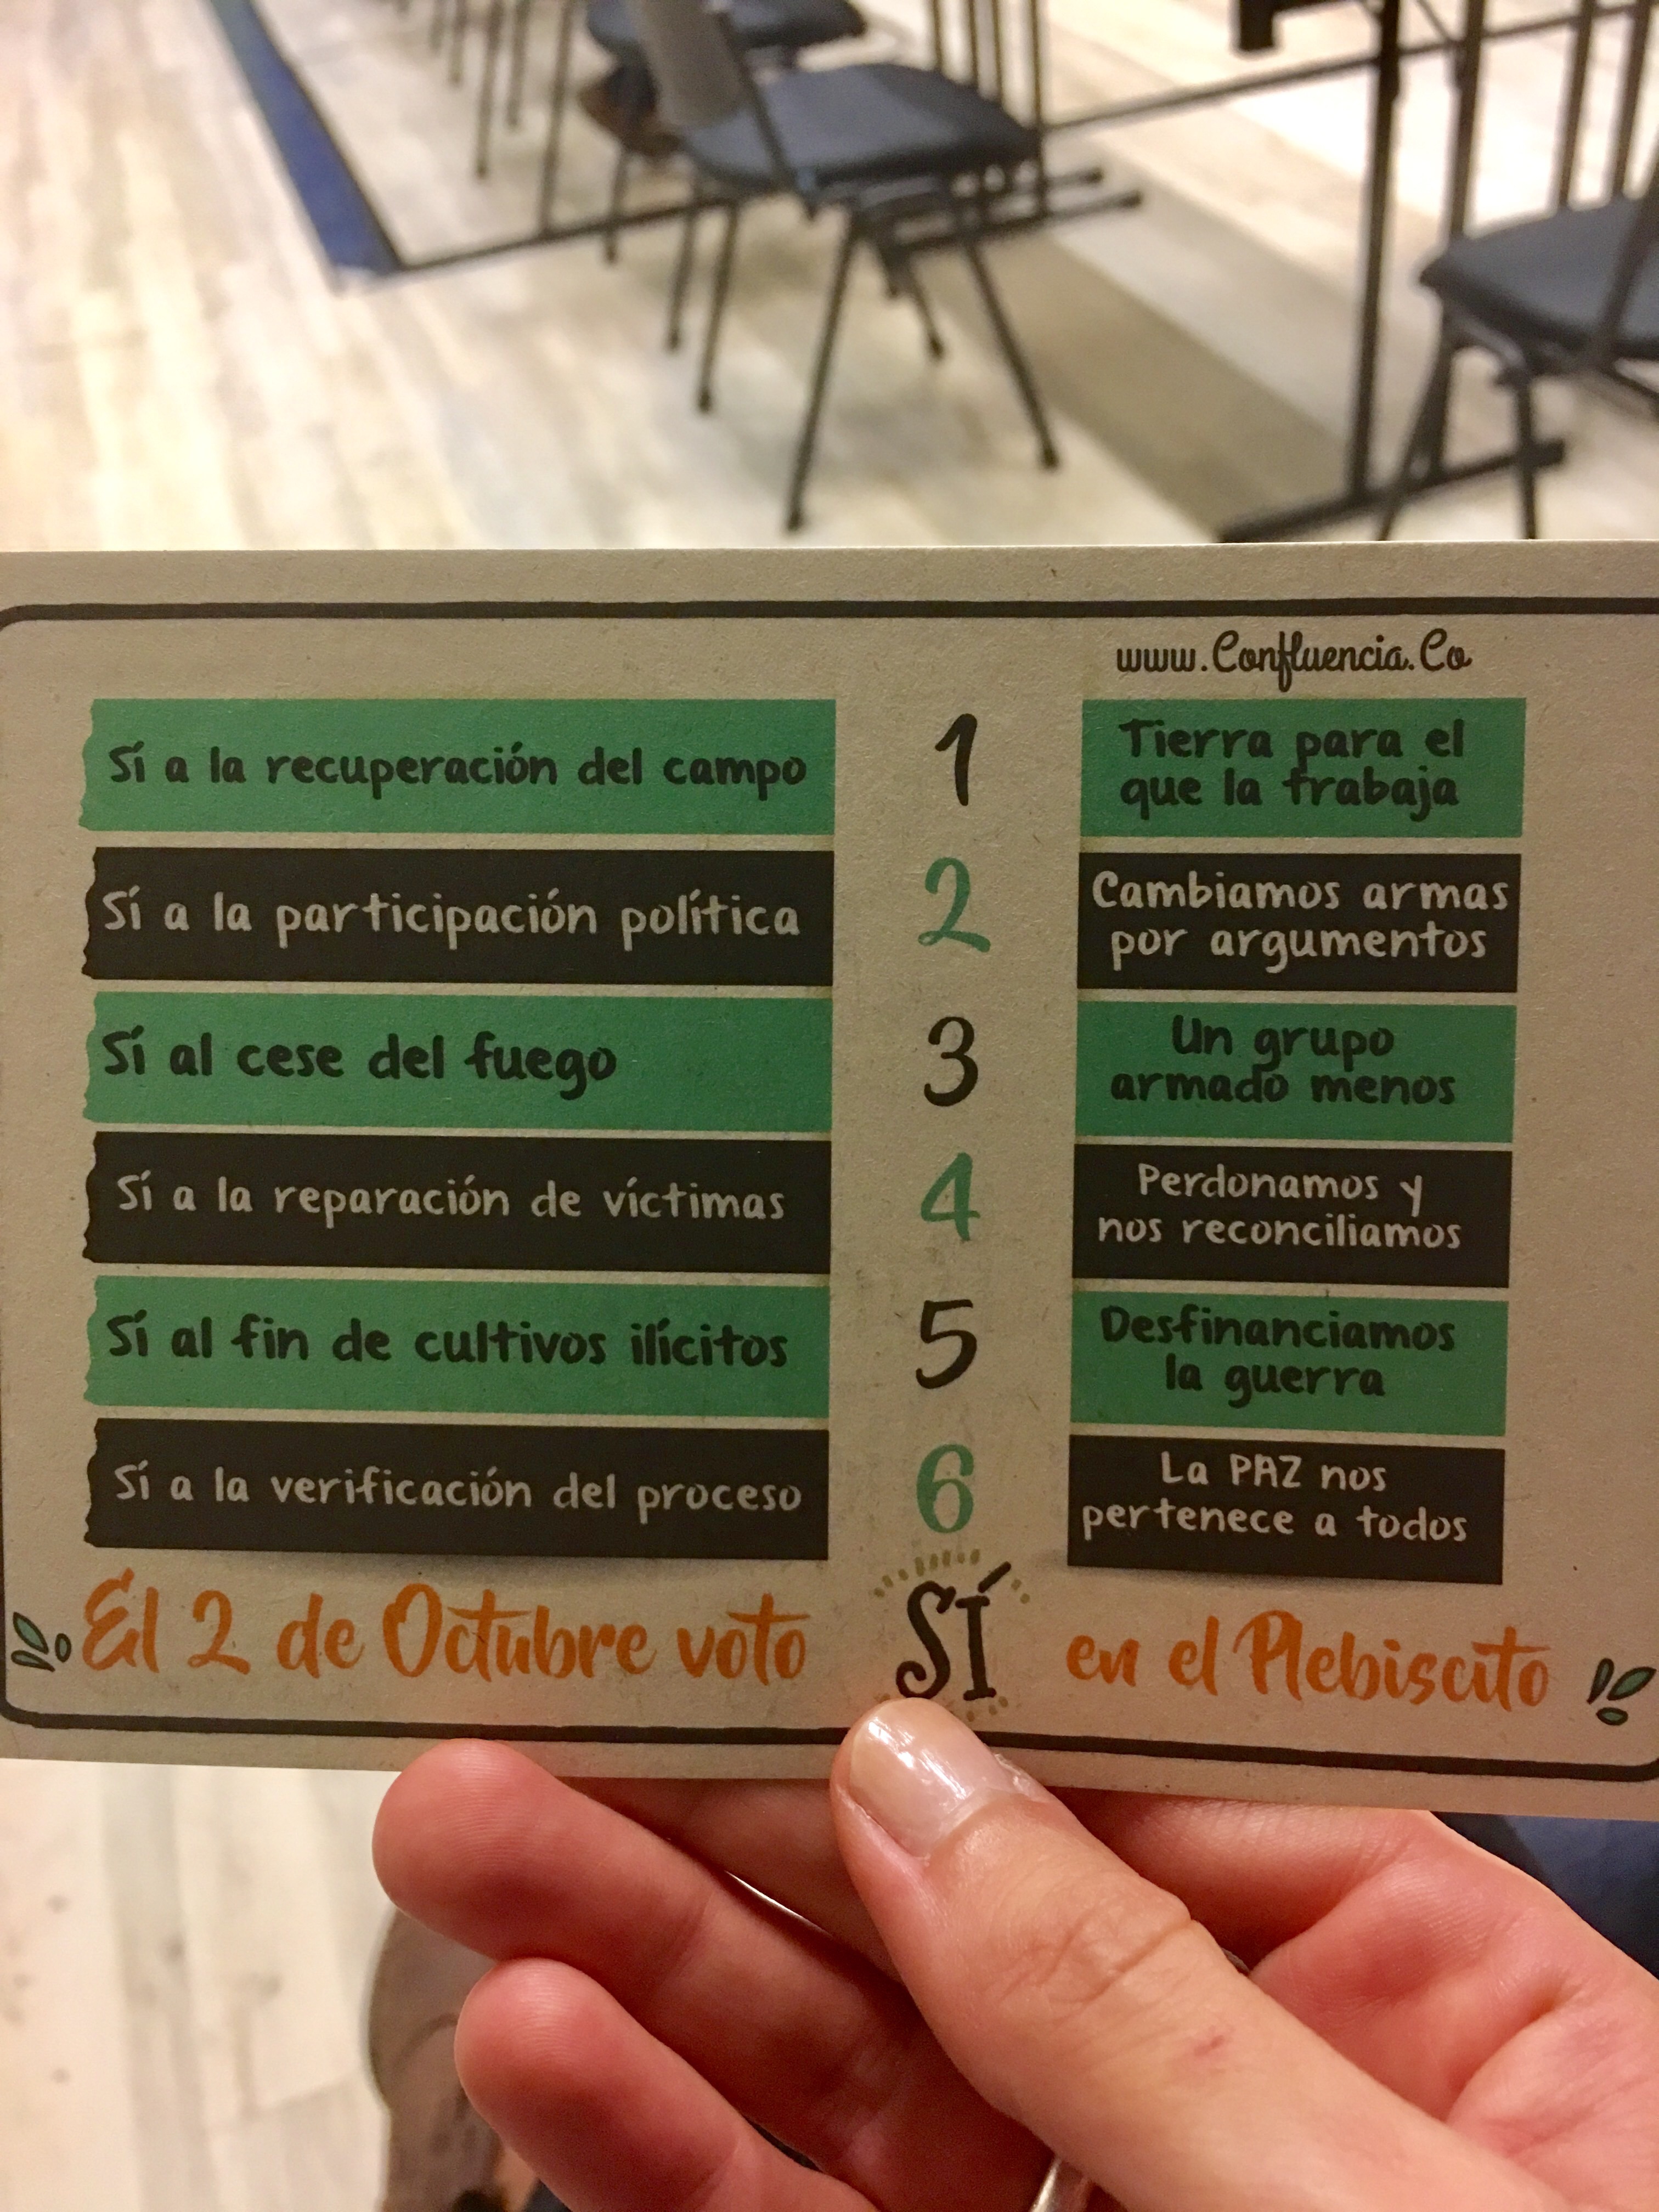 www.Confluencia.Co
Sí a la recuperación del campo
1
Tierra para el
que la trabaja
Sí a la participación política
2
Cambiamos armas
por argumentos
Sí al cese del fuego
3
Un grupo
armado menos
Sí a la reparación de víctimas
4
Perdonamos y
nos reconciliamos
Sí al fin de cultivos ilícitos
5
Desfinanciamos
la guerra
Sí a la verificación del proceso
6
La PAZ nos
pertenece a todos
El 2 de Octubre voto SÍ en el Plebiscito